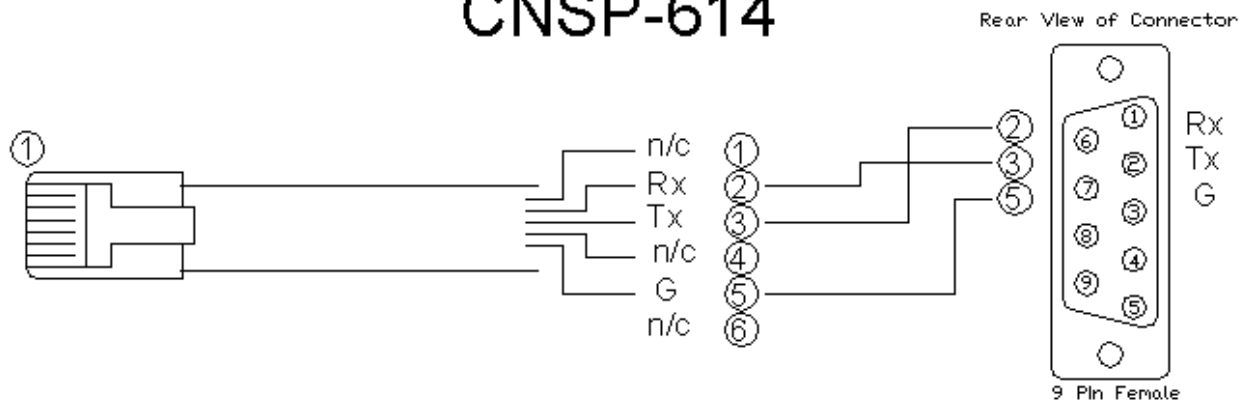 CNSP-614
Rear View of Connector
1
n/c 1
Rx 2
Tx 3
n/c 4
G 5
n/c 6
2
3
5
1
6
2
7
3
8
4
9
5
Rx
Tx
G
9 Pin Female